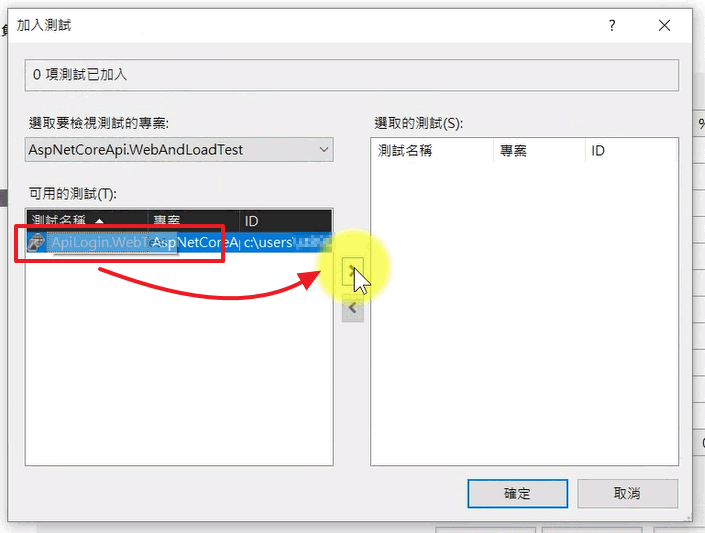 加入測試
?
0 項測試已加入
選取要檢視測試的專案:
AspNetCoreApi.WebAndLoadTest
可用的測試(T):
測試名稱 專案 ID
ApiLogin.WebT AspNetCoreA c:\users\
選取的測試(S):
測試名稱 專案 ID
>
<
確定 取消